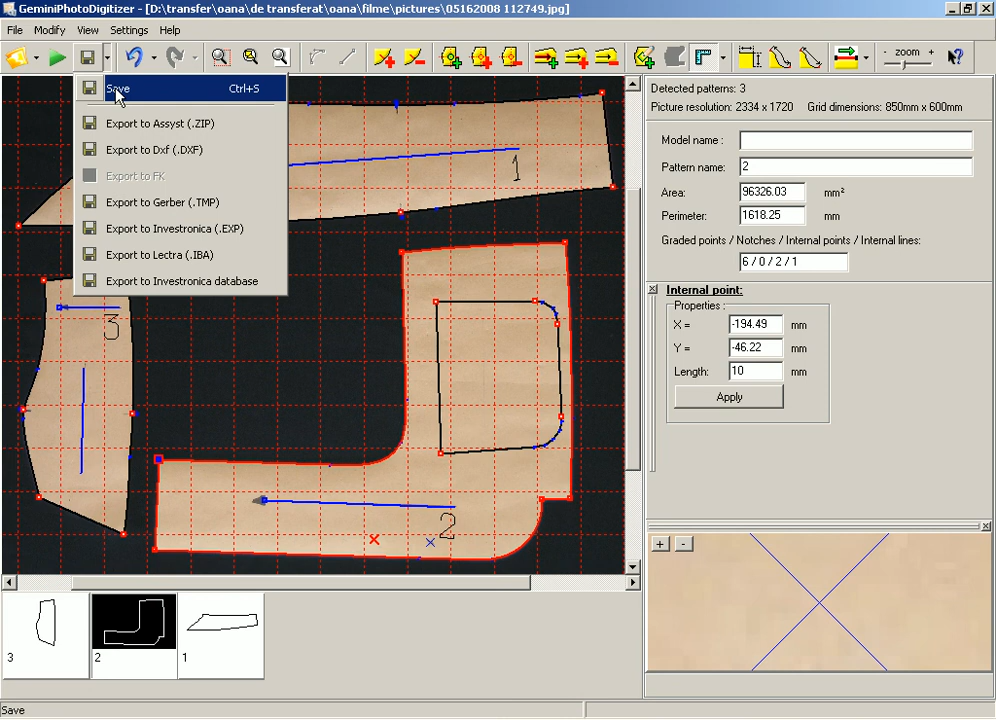 GeminiPhotoDigitizer - [D:\transfer\oana\de transferat\oana\filme\pictures\05162008 112749.jpg]
File Modify View Settings Help
- zoom +
Save Ctrl+S
Export to Assyst (.ZIP)
Export to Dxf (.DXF)
Export to FK
Export to Gerber (.TMP)
Export to Investronica (.EXP)
Export to Lectra (.IBA)
Export to Investronica database
1
3
2
Detected patterns: 3
Picture resolution: 2334 x 1720 Grid dimensions: 850mm x 600mm
Model name :
Pattern name: 2
Area: 96326.03 mm²
Perimeter: 1618.25 mm
Graded points / Notches / Internal points / Internal lines:
6 / 0 / 2 / 1
Internal point:
Properties :
X = -194.49 mm
Y = -46.22 mm
Length: 10 mm
Apply
+ -
3 2 1
Save